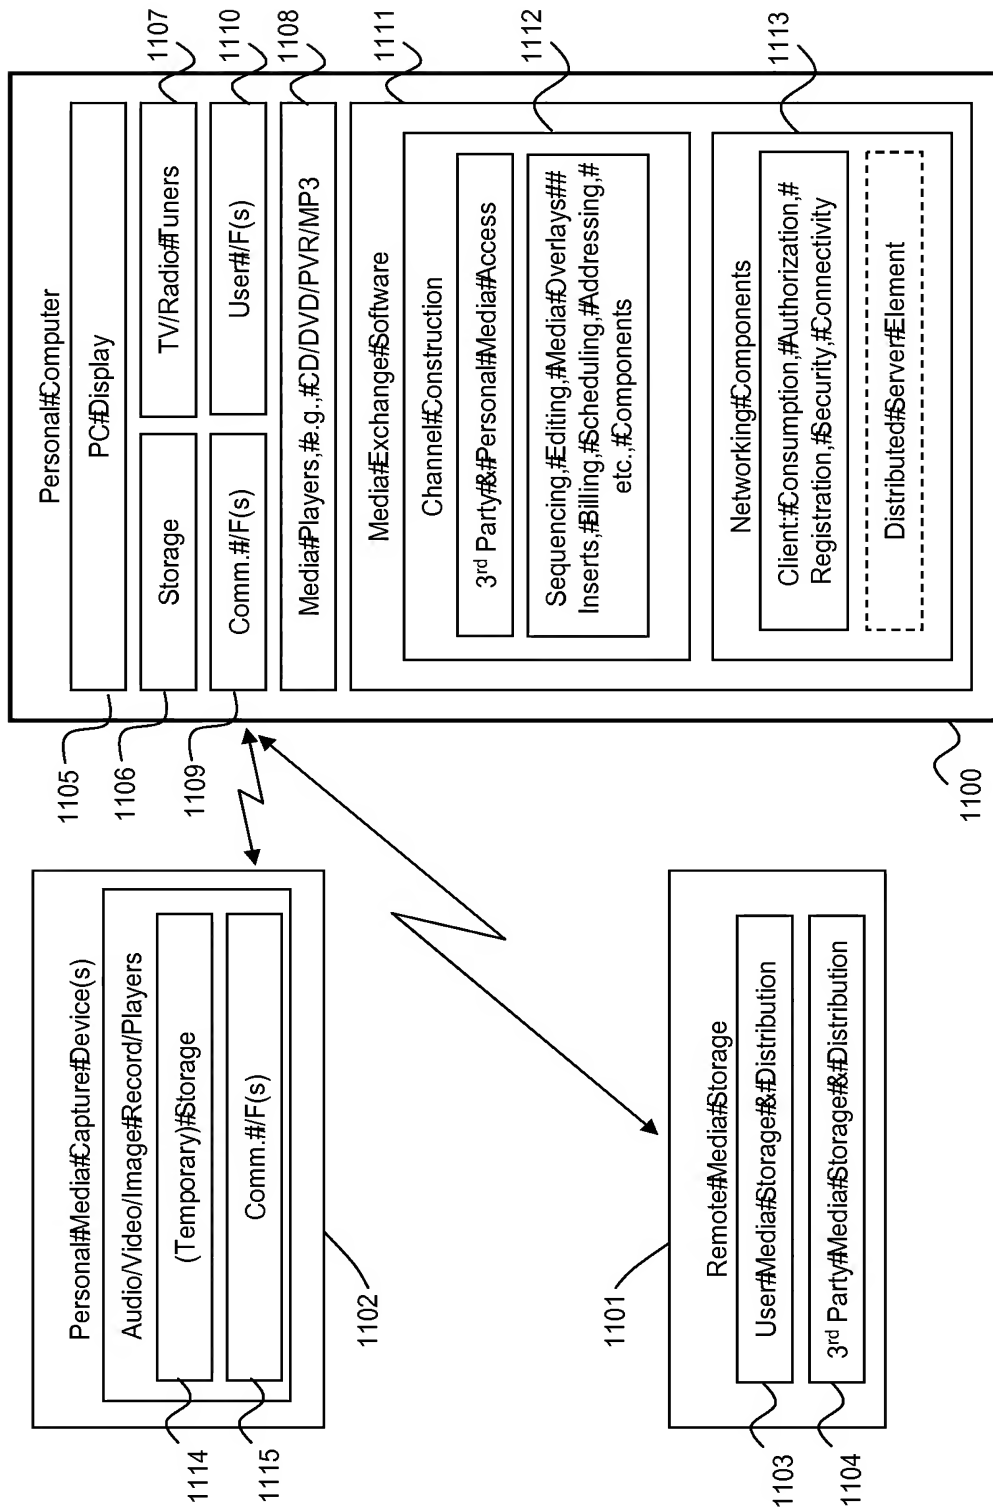 Personal#Media#Capture#Device(s)
Audio/Video/Image#Record/Players
(Temporary)#Storage
Comm.#I/F(s)
1114
1115
1102
1101
Remote#Media#Storage
User#Media#Storage#&#Distribution
3rd Party#Media#Storage#&#Distribution
1103
1104
Personal#Computer
PC#Display
Storage
TV/Radio#Tuners
Comm.#I/F(s)
User#I/F(s)
Media#Players,#e.g.,#CD/DVD/PVR/MP3
Media#Exchange#Software
Channel#Construction
3rd Party#&#Personal#Media#Access
Sequencing,#Editing,#Media#Overlays##
Inserts,#Billing,#Scheduling,#Addressing,#
etc.,#Components
Networking#Components
Client:#Consumption,#Authorization,#
Registration,#Security,#Connectivity
Distributed#Server#Element
1105
1106
1109
1100
1107
1110
1108
1111
1112
1113